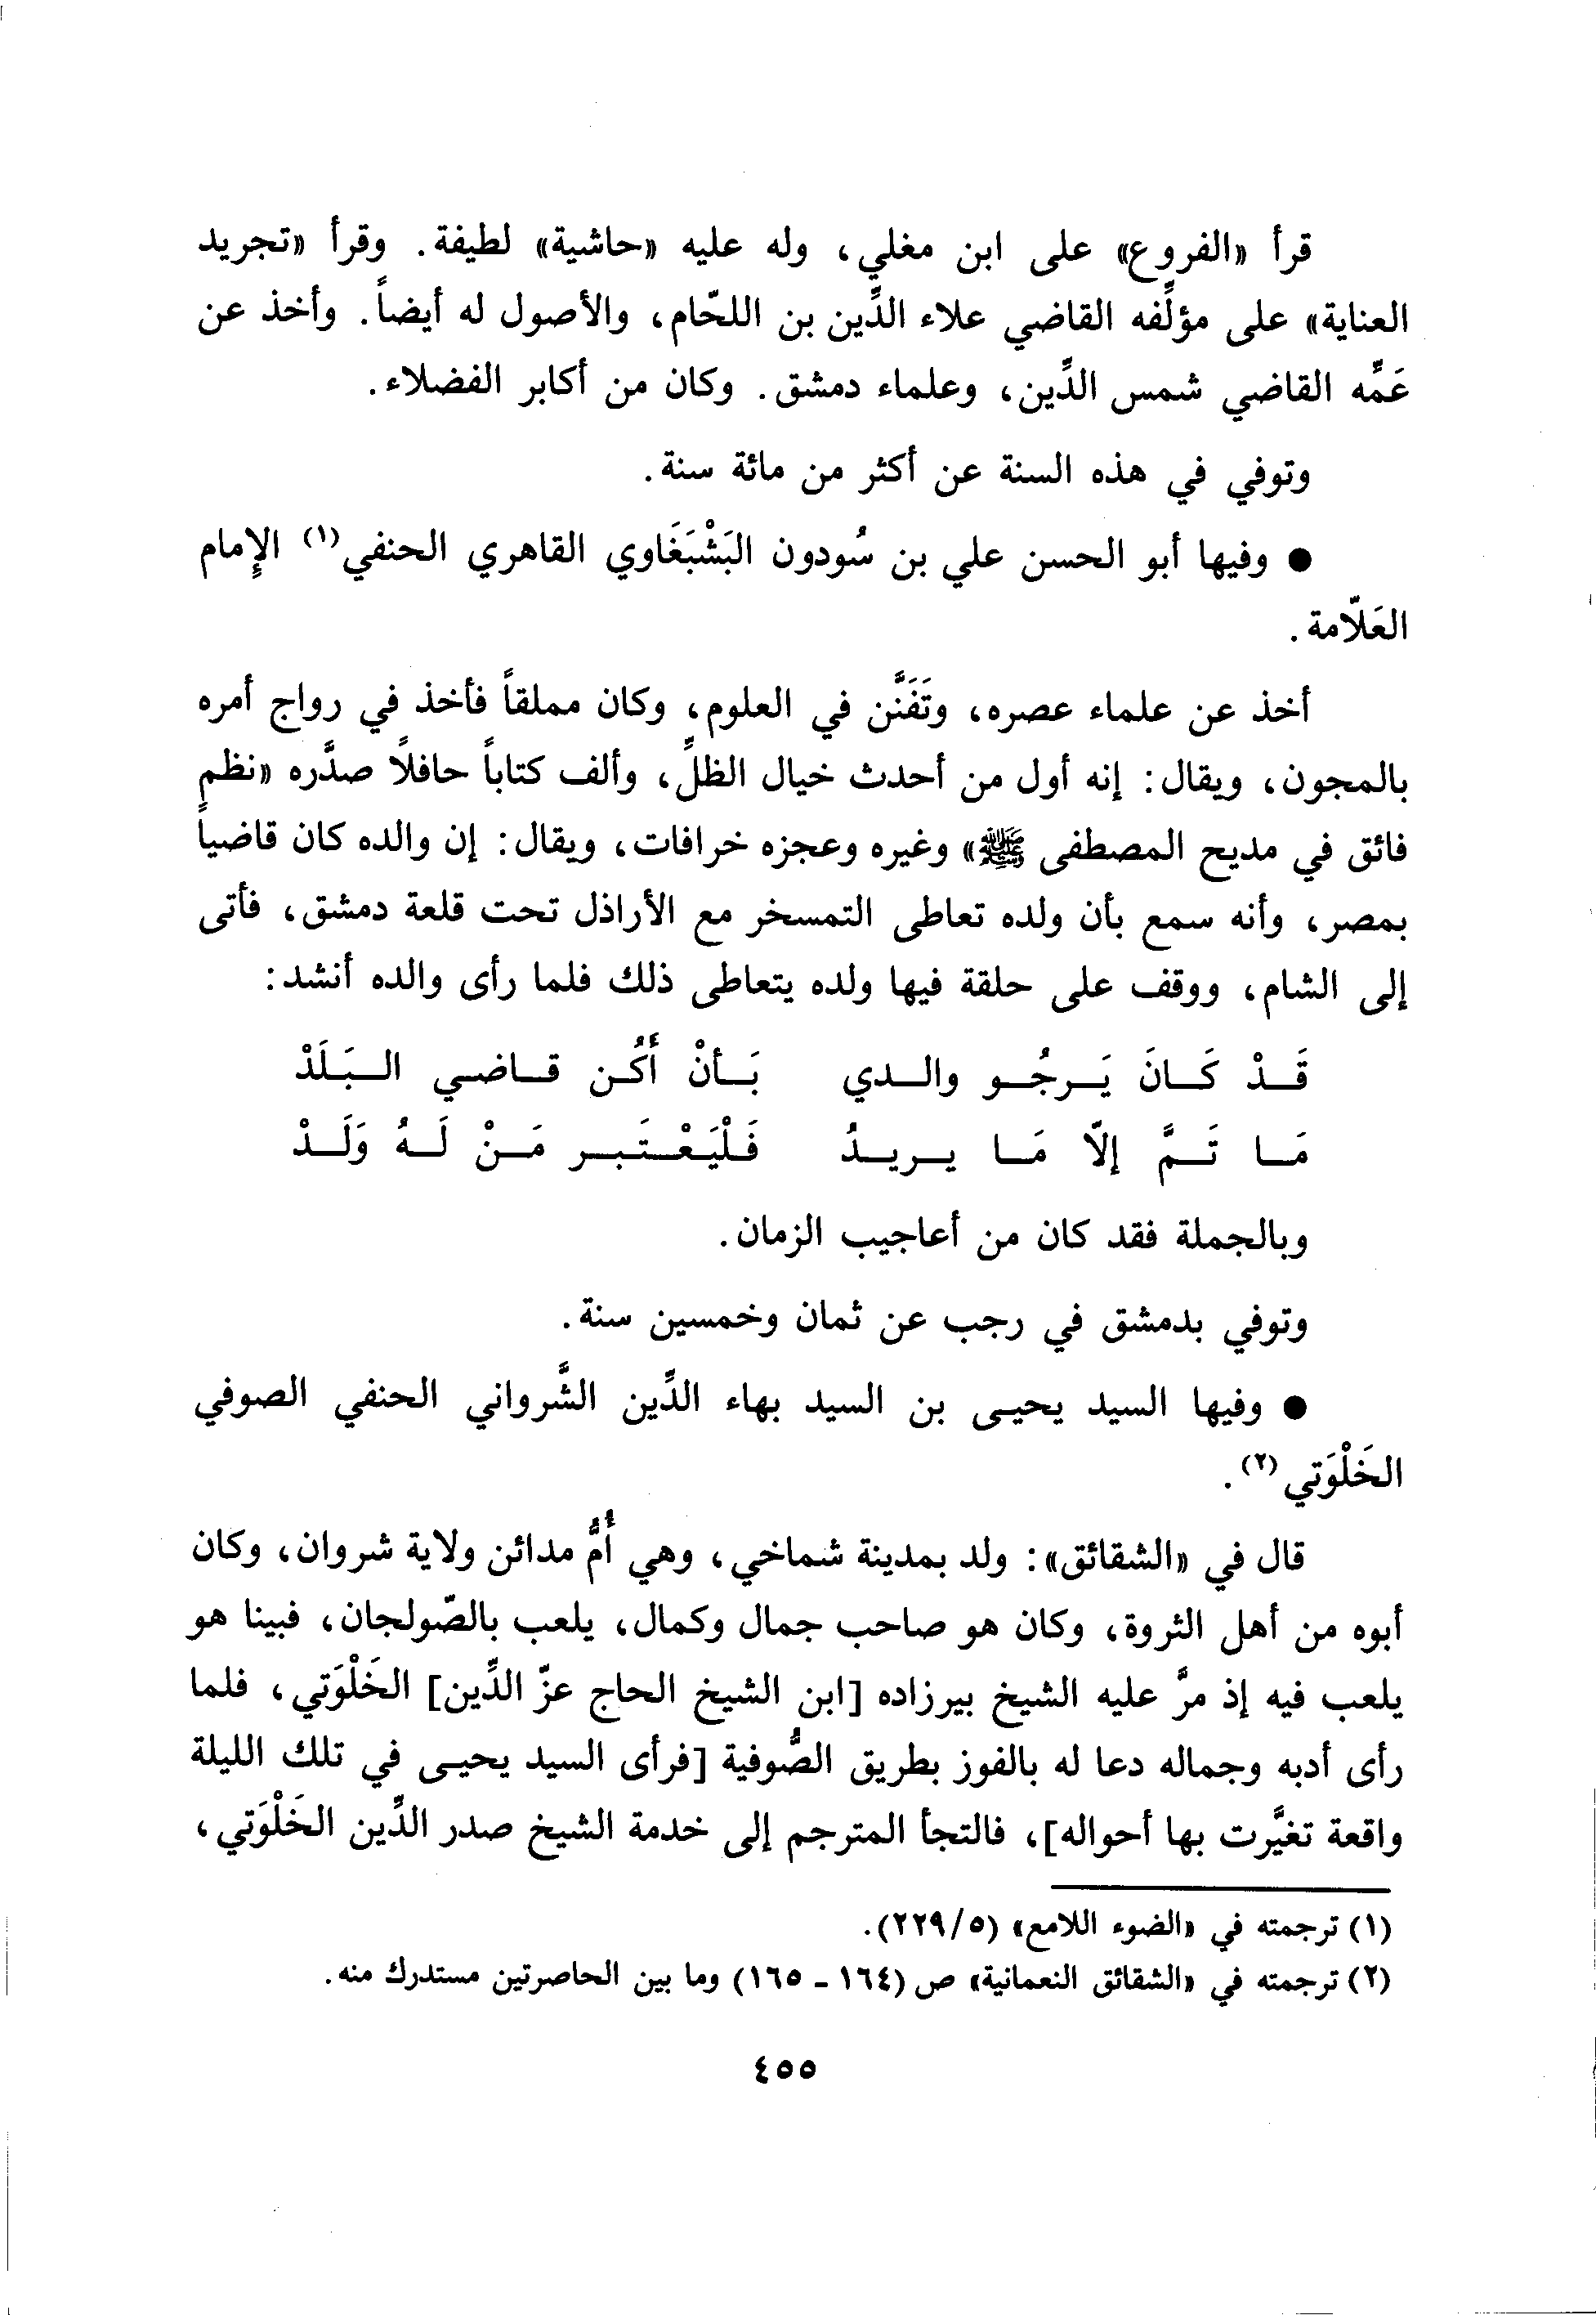 قرأ «الفروع» على ابن مغلي، وله عليه «حاشية» لطيفة. وقرأ «تجريد
العناية» على مؤلِّفه القاضي علاء الدِّين بن اللحّام، والأصول له أيضاً. وأخذ عن
عَمِّه القاضي شمس الدِّين، وعلماء دمشق. وكان من أكابر الفضلاء.
وتوفي في هذه السنة عن أكثر من مائة سنة.
● وفيها أبو الحسن علي بن سُودون البَشْبَغَاوي القاهري الحنفي(١) الإِمام
العَلّامة.
أخذ عن علماء عصره، وتَفَنَّن في العلوم، وكان مملقاً فأخذ في رواج أمره
بالمجون، ويقال: إنه أول من أحدث خيال الظلِّ، وألف كتاباً حافلاً صدَّره «نظم
فائق في مديح المصطفى ﷺ» وغيره وعجزه خرافات، ويقال: إن والده كان قاضياً
بمصر، وأنه سمع بأن ولده تعاطى التمسخر مع الأراذل تحت قلعة دمشق، فأتى
إلى الشام، ووقف على حلقة فيها ولده يتعاطى ذلك فلما رأى والده أنشد:
قَـدْ كَـانَ يَـرجُـو والـدي بَـأنْ أَكُـن قـاضـي الـبَـلَدْ
مَـا تَـمَّ إلّا مَـا يـريـدُ فَـلْيَـعْـتَـبـر مَـنْ لَـهُ وَلَـدْ
وبالجملة فقد كان من أعاجيب الزمان.
وتوفي بدمشق في رجب عن ثمان وخمسين سنة.
● وفيها السيد يحيـى بن السيد بهاء الدِّين الشَّرواني الحنفي الصوفي
الخَلْوَتي(٢).
قال في «الشقائق»: ولد بمدينة شماخي، وهي أُمُّ مدائن ولاية شروان، وكان
أبوه من أهل الثروة، وكان هو صاحب جمال وكمال، يلعب بالصّولجان، فبينا هو
يلعب فيه إذ مرَّ عليه الشيخ بيرزاده [ابن الشيخ الحاج عزّ الدِّين] الخَلْوَتي، فلما
رأى أدبه وجماله دعا له بالفوز بطريق الصُّوفية [فرأى السيد يحيـى في تلك الليلة
واقعة تغيَّرت بها أحواله]، فالتجأ المترجم إلى خدمة الشيخ صدر الدِّين الخَلْوَتي،
(١) ترجمته في «الضوء اللامع» (٥/٢٢٩).
(٢) ترجمته في «الشقائق النعمانية» ص (١٦٤ - ١٦٥) وما بين الحاصرتين مستدرك منه.
٤٥٥